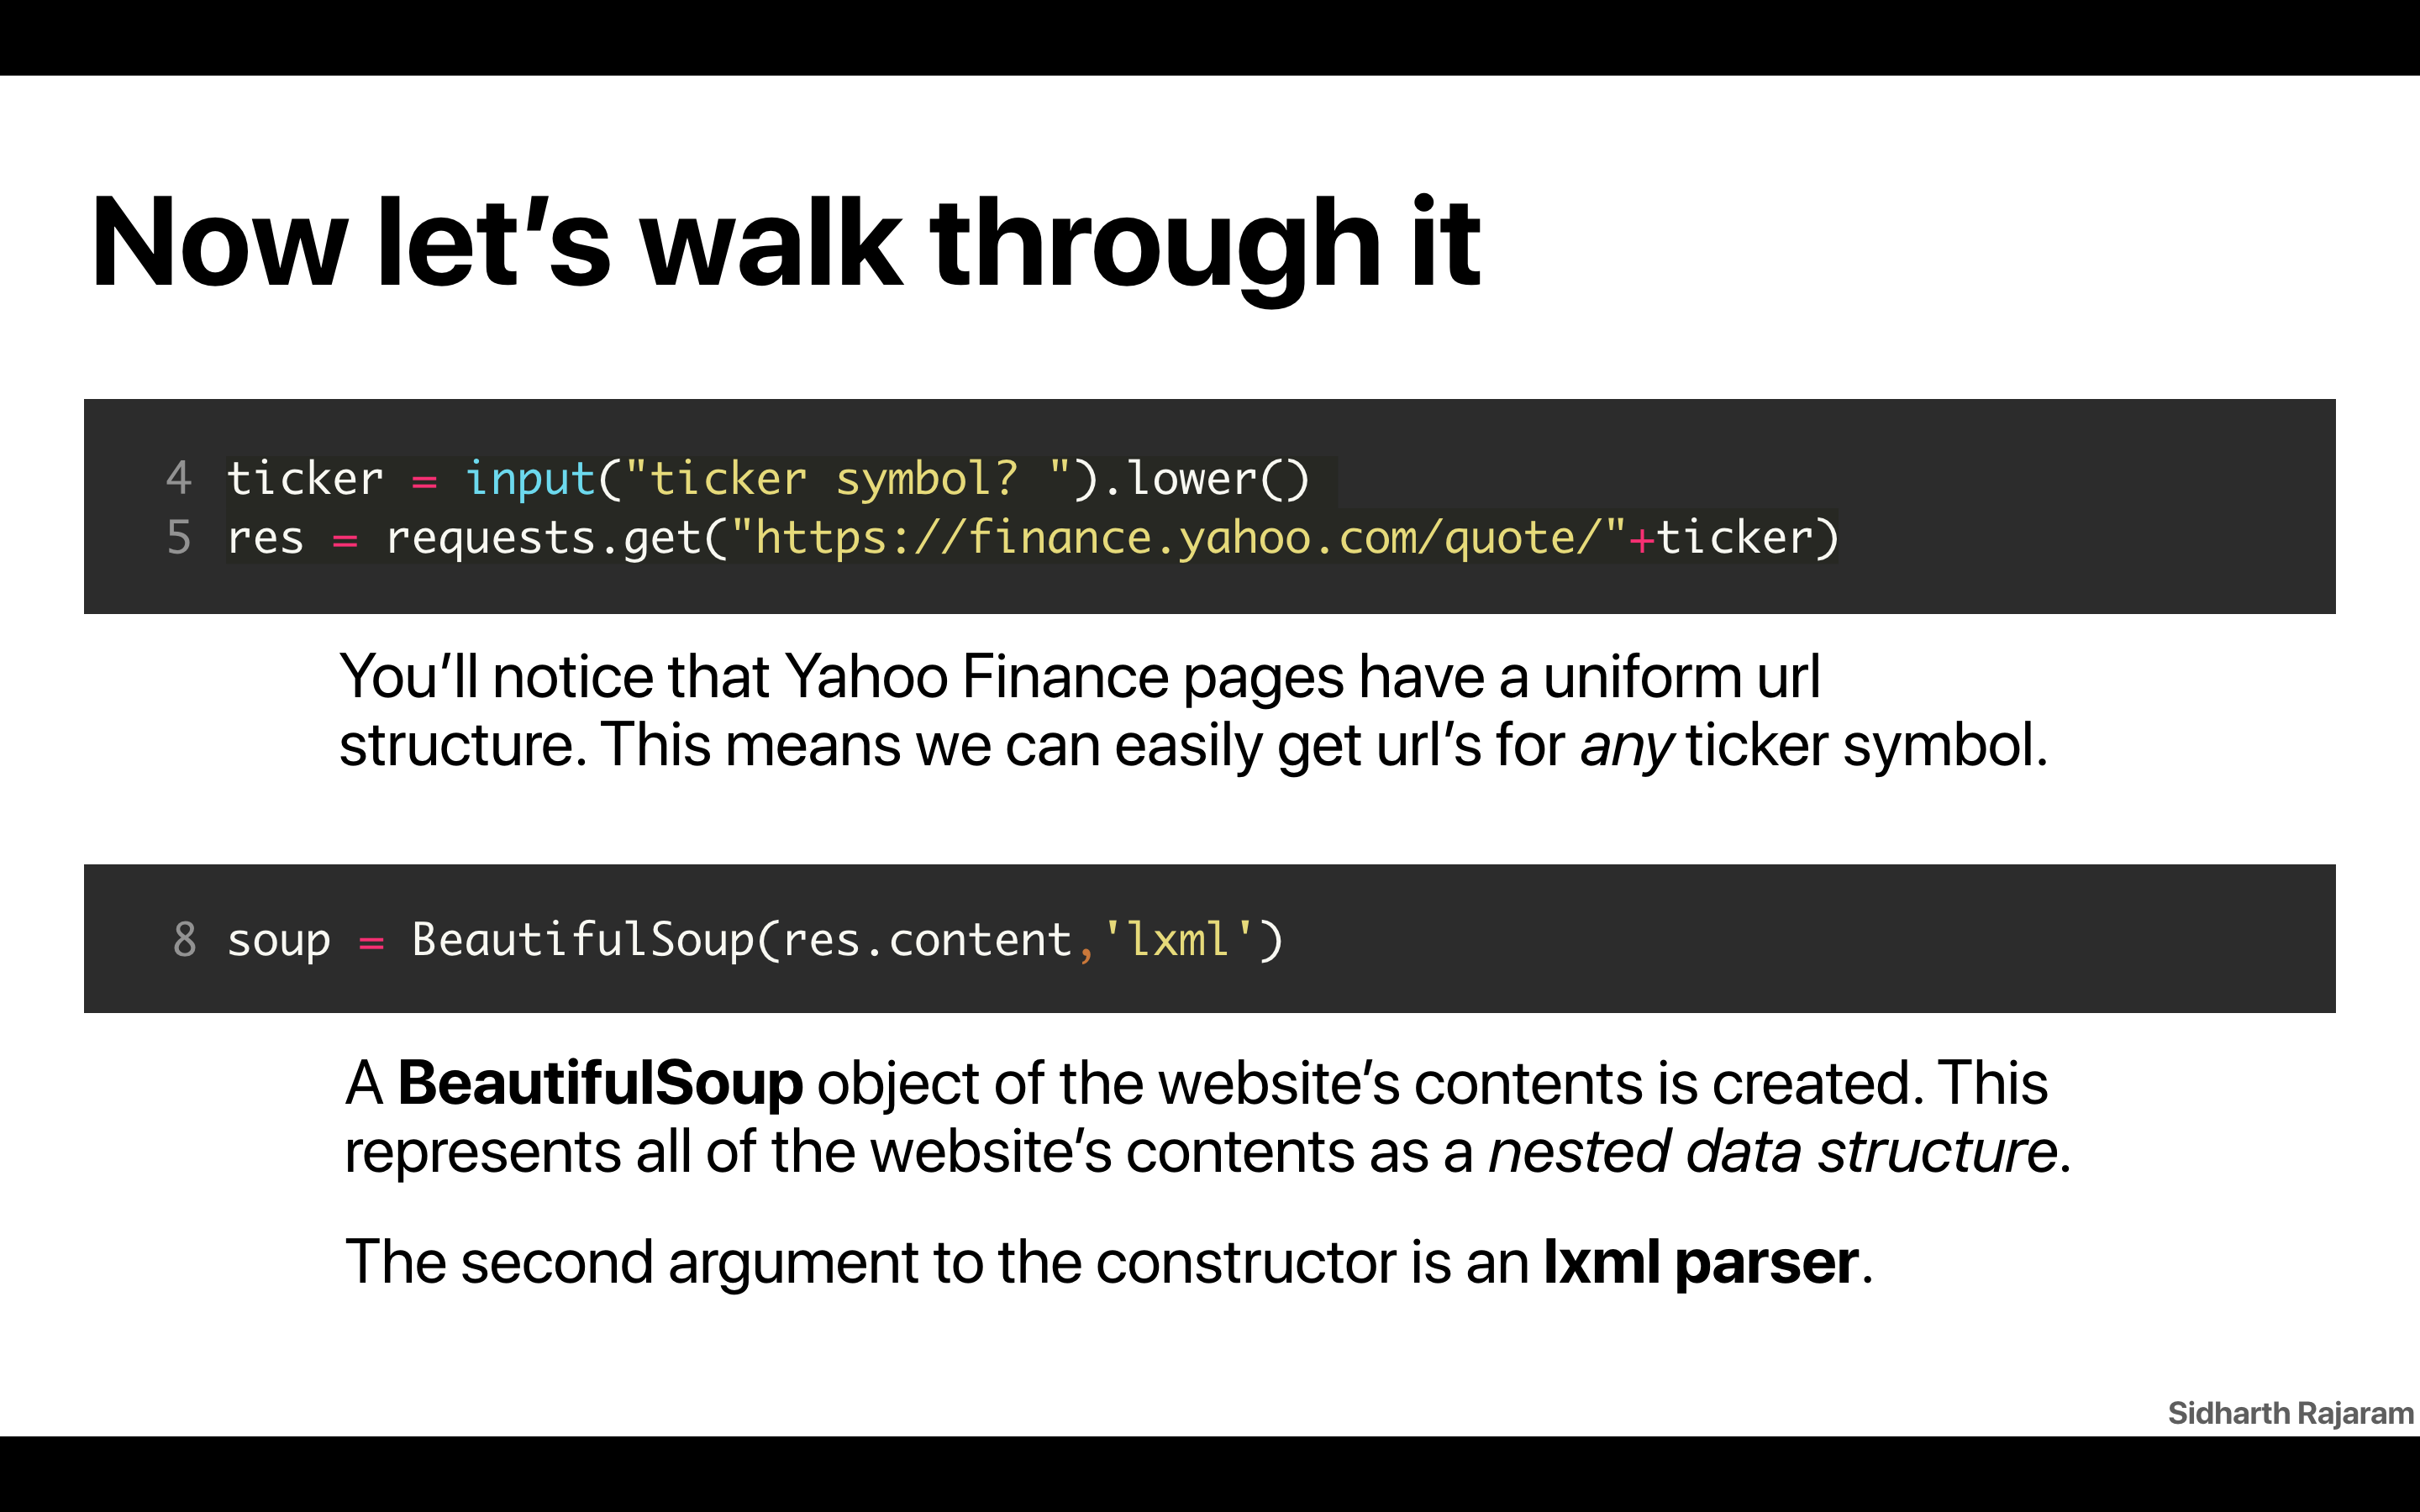 Now let’s walk through it
4 ticker = input("ticker symbol? ").lower()
5 res = requests.get("https://finance.yahoo.com/quote/"+ticker)
You’ll notice that Yahoo Finance pages have a uniform url
structure. This means we can easily get url’s for any ticker symbol.
8 soup = BeautifulSoup(res.content,'lxml')
A BeautifulSoup object of the website’s contents is created. This
represents all of the website’s contents as a nested data structure.
The second argument to the constructor is an lxml parser.
Sidharth Rajaram